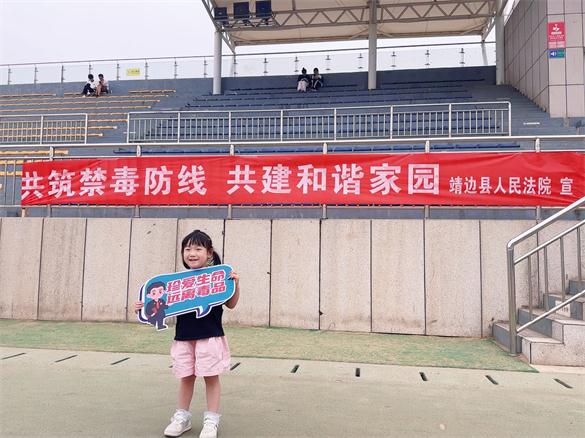 共筑禁毒防线 共建和谐家园 靖边县人民法院 宣
珍爱生命
远离毒品